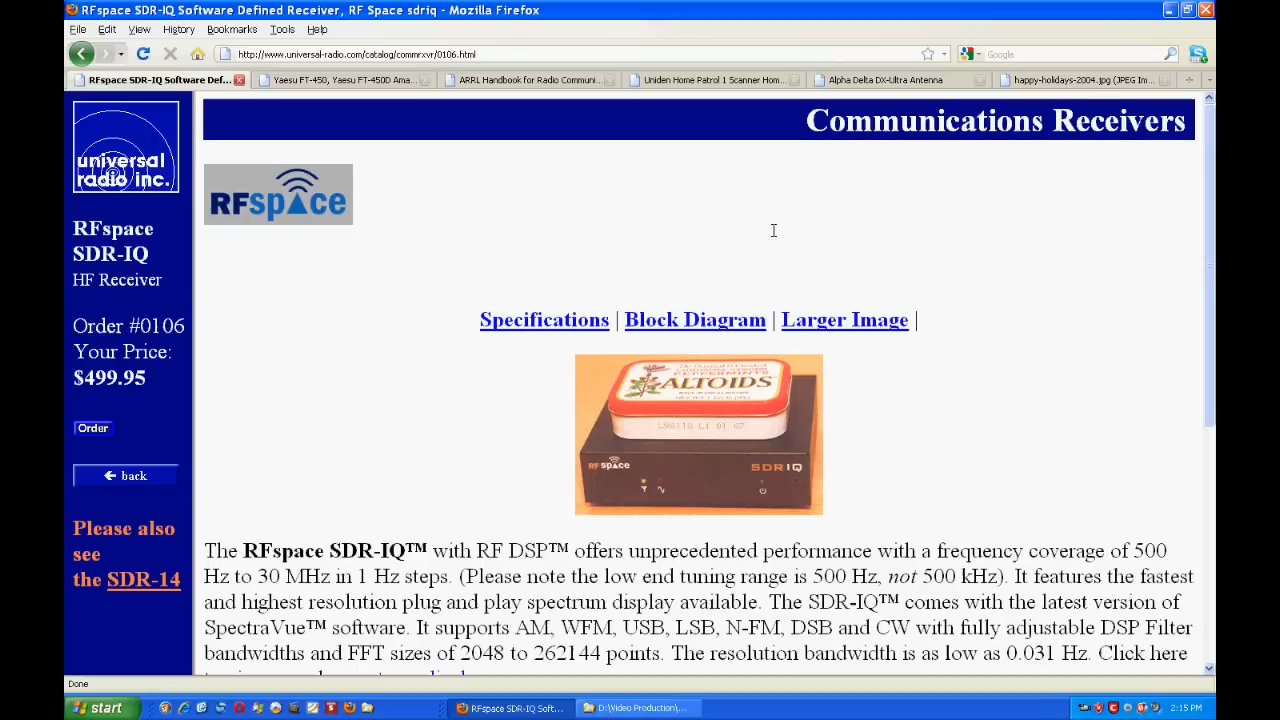 RFspace SDR-IQ Software Defined Receiver, RF Space sdriq - Mozilla Firefox
File Edit View History Bookmarks Tools Help
http://www.universal-radio.com/catalog/commrxvr/0106.html
Google
RFspace SDR-IQ Software Def...
Yaesu FT-450, Yaesu FT-450D Ama...
ARRL Handbook for Radio Communi...
Uniden Home Patrol 1 Scanner Hom...
Alpha Delta DX-Ultra Antenna
happy-holidays-2004.jpg (JPEG Im...
universal
radio inc.
RFspace
SDR-IQ
HF Receiver
Order #0106
Your Price:
$499.95
Order
back
Please also
see
the SDR-14
Communications Receivers
RFspace
Specifications | Block Diagram | Larger Image |
PEPPERMINTS
ALTOIDS
RFspace
SDR IQ
The RFspace SDR-IQ™ with RF DSP™ offers unprecedented performance with a frequency coverage of 500
Hz to 30 MHz in 1 Hz steps. (Please note the low end tuning range is 500 Hz, not 500 kHz). It features the fastest
and highest resolution plug and play spectrum display available. The SDR-IQ™ comes with the latest version of
SpectraVue™ software. It supports AM, WFM, USB, LSB, N-FM, DSB and CW with fully adjustable DSP Filter
bandwidths and FFT sizes of 2048 to 262144 points. The resolution bandwidth is as low as 0.031 Hz. Click here
Done
start
RFspace SDR-IQ Soft...
D:\Video Production\...
2:15 PM